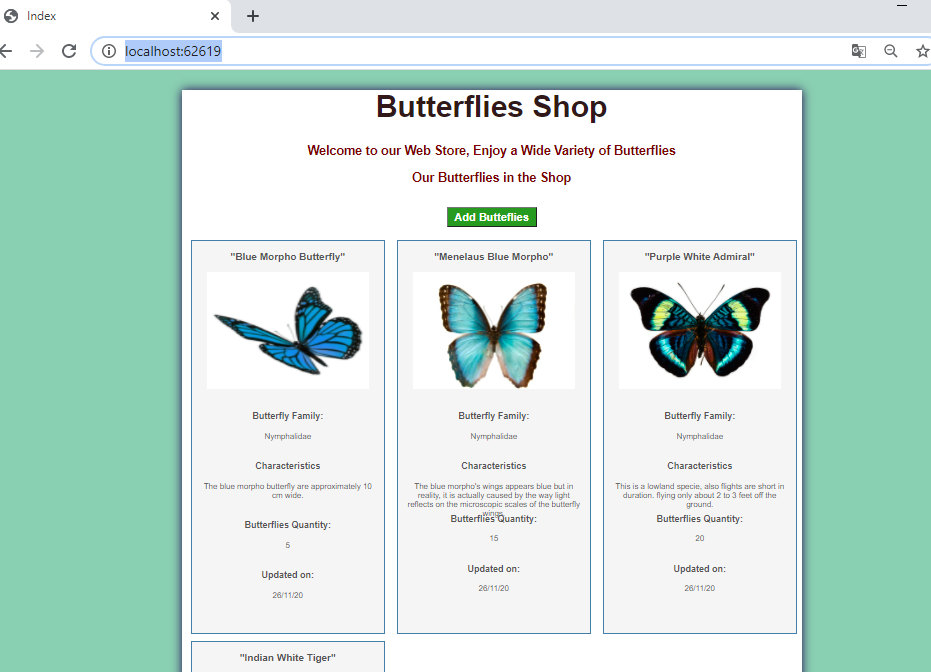 Index
localhost:62619
Butterflies Shop
Welcome to our Web Store, Enjoy a Wide Variety of Butterflies
Our Butterflies in the Shop
Add Butteflies
"Blue Morpho Butterfly"
Butterfly Family:
Nymphalidae
Characteristics
The blue morpho butterfly are approximately 10
cm wide.
Butterflies Quantity:
5
Updated on:
26/11/20
"Menelaus Blue Morpho"
Butterfly Family:
Nymphalidae
Characteristics
The blue morpho's wings appears blue but in
reality, it is actually caused by the way light
reflects on the microscopic scales of the butterfly
wings
Butterflies Quantity:
15
Updated on:
26/11/20
"Purple White Admiral"
Butterfly Family:
Nymphalidae
Characteristics
This is a lowland specie, also flights are short in
duration. flying only about 2 to 3 feet off the
ground.
Butterflies Quantity:
20
Updated on:
26/11/20
"Indian White Tiger"